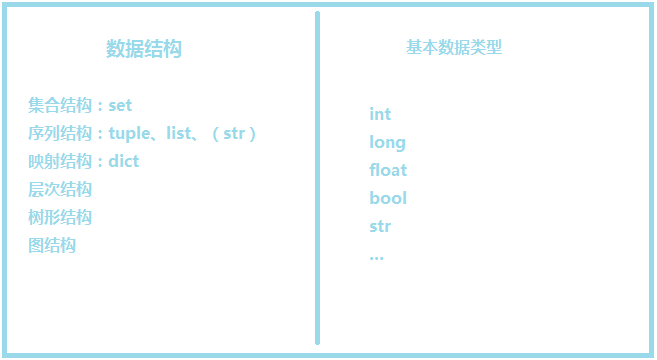 数据结构
集合结构：set
序列结构：tuple、list、（str）
映射结构：dict
层次结构
树形结构
图结构
基本数据类型
int
long
float
bool
str
...